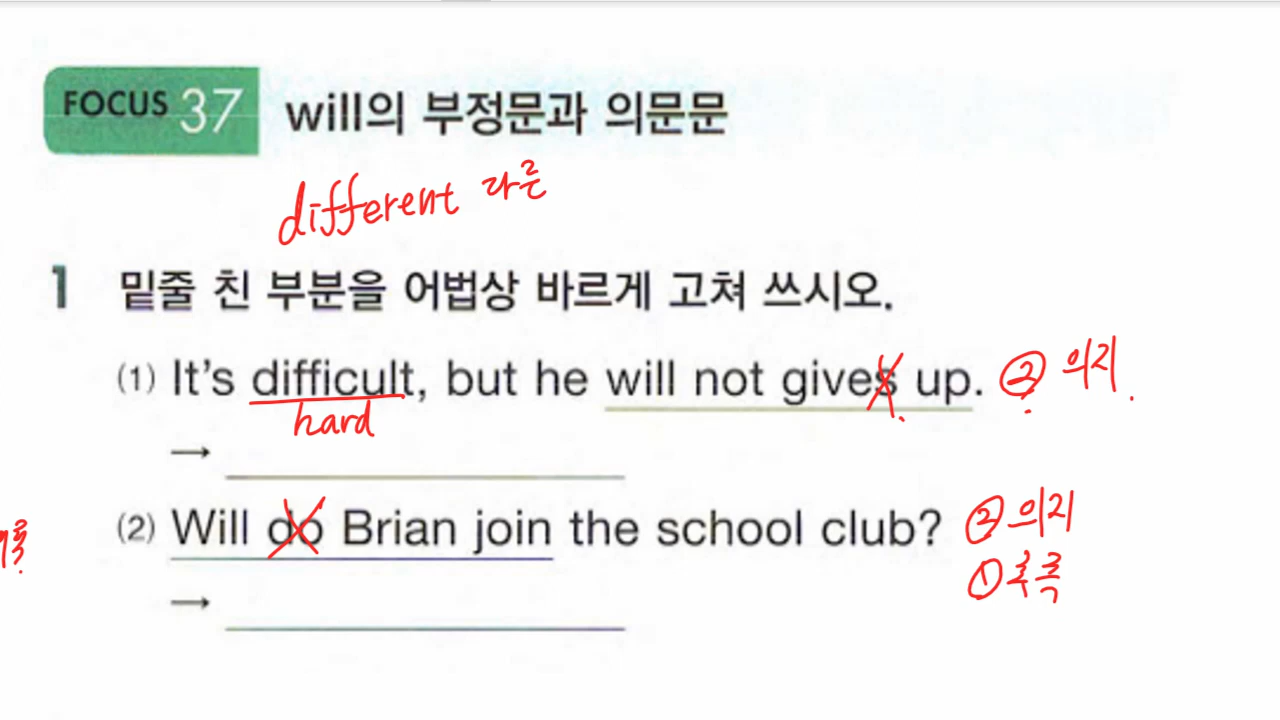 FOCUS 37 will의 부정문과 의문문
different 다른
1 밑줄 친 부분을 어법상 바르게 고쳐 쓰시오.
(1) It's difficult, but he will not gives up. ② 의지
hard
→
(2) Will do Brian join the school club? ② 의지
→ ①